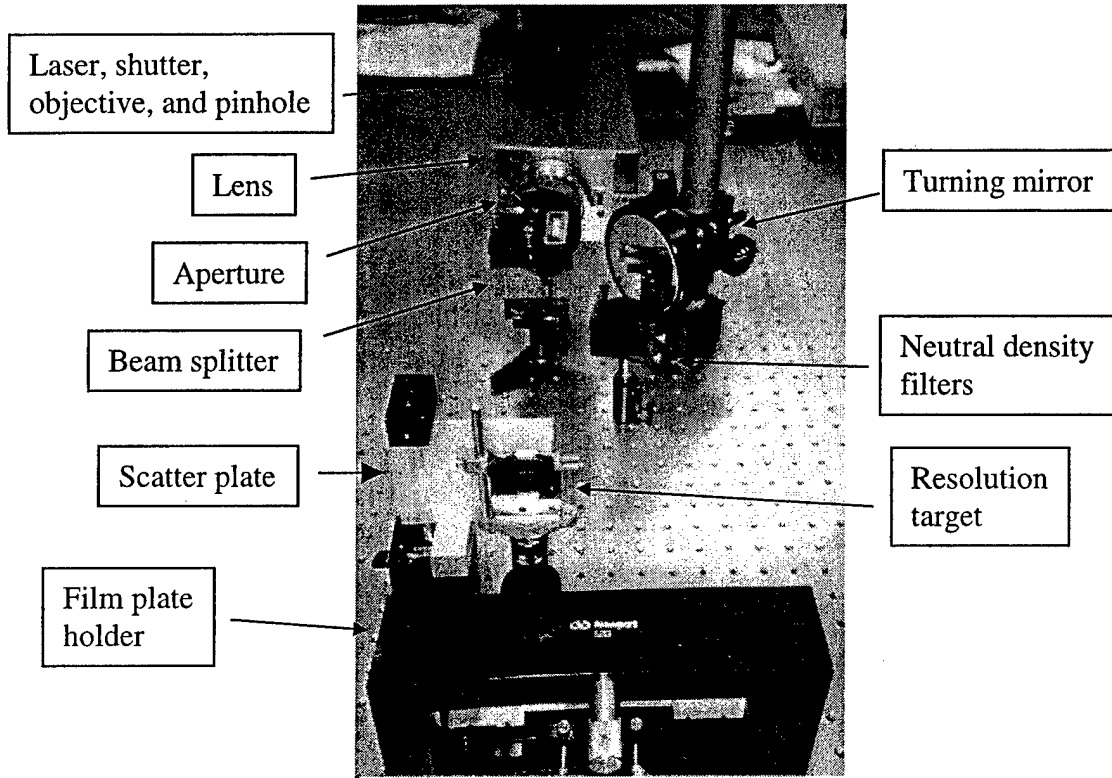 Laser, shutter,
objective, and pinhole
Lens
Aperture
Beam splitter
Scatter plate
Film plate
holder
Turning mirror
Neutral density
filters
Resolution
target
Newport